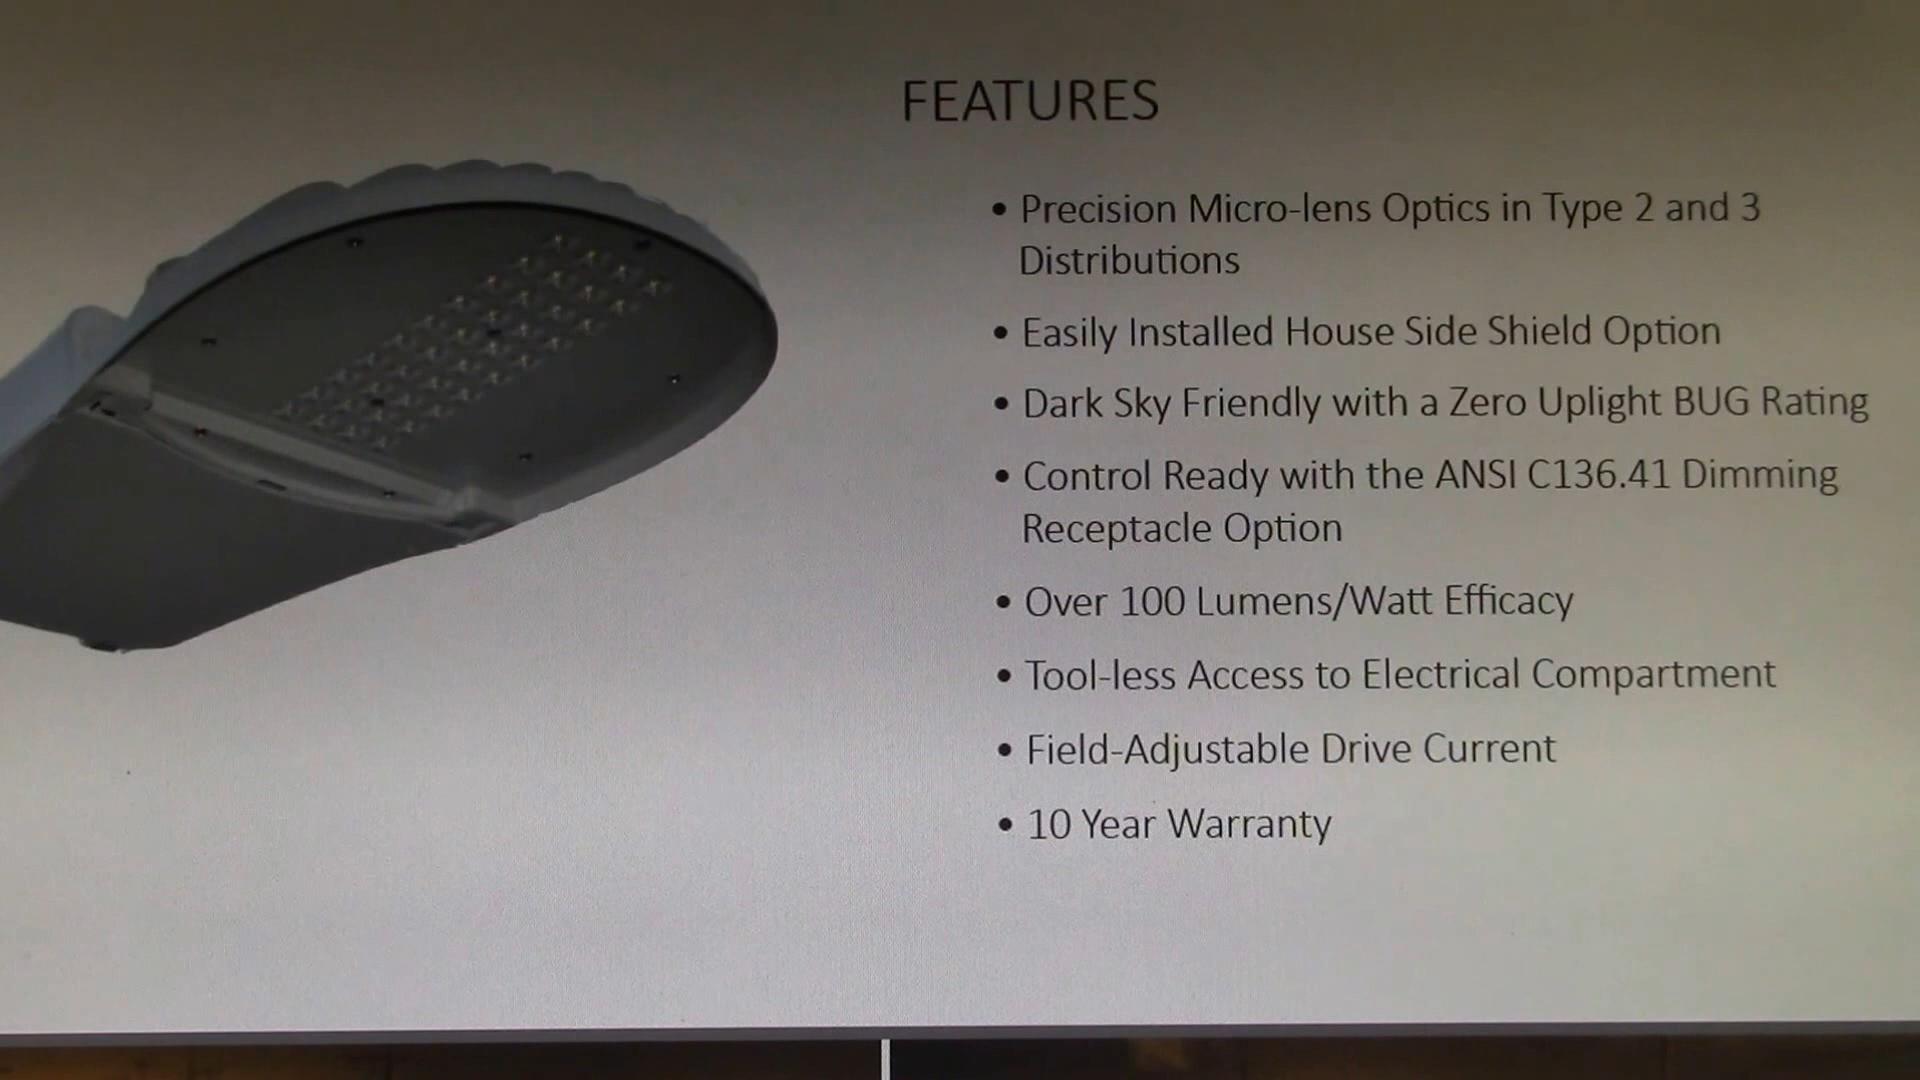 FEATURES
• Precision Micro-lens Optics in Type 2 and 3
Distributions
• Easily Installed House Side Shield Option
• Dark Sky Friendly with a Zero Uplight BUG Rating
• Control Ready with the ANSI C136.41 Dimming
Receptacle Option
• Over 100 Lumens/Watt Efficacy
• Tool-less Access to Electrical Compartment
• Field-Adjustable Drive Current
• 10 Year Warranty